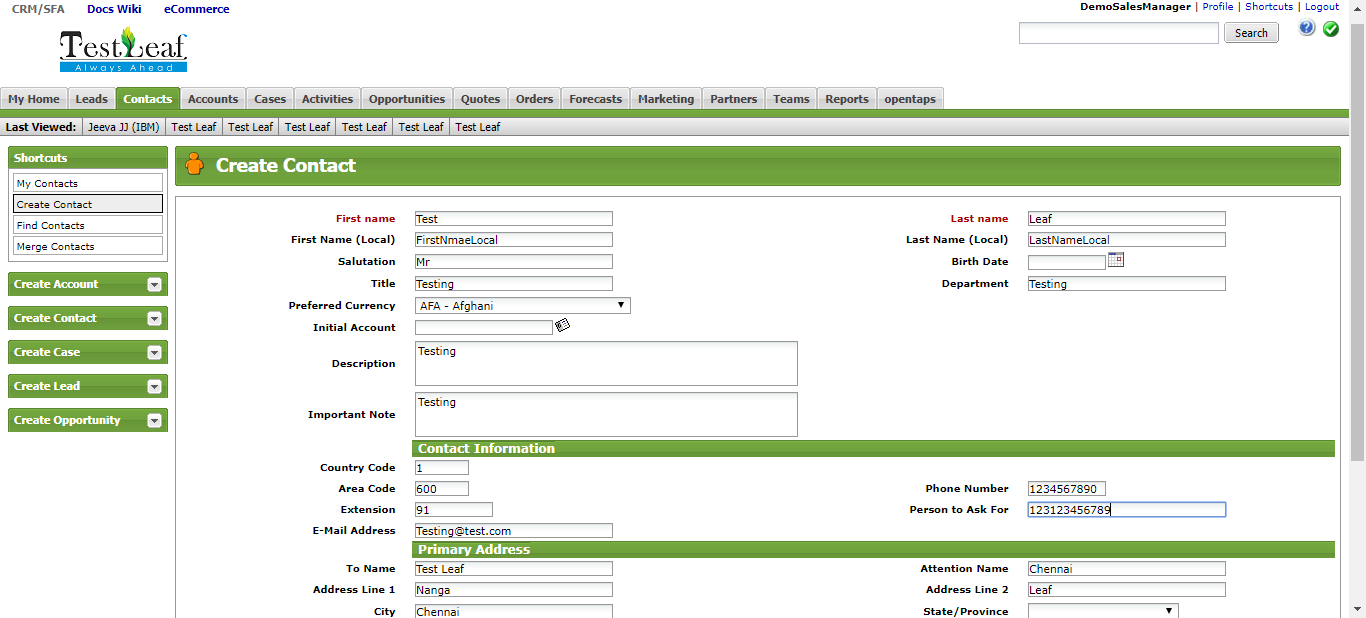 CRM/SFA Docs Wiki eCommerce
DemoSalesManager | Profile | Shortcuts | Logout
TestLeaf
Always Ahead
Search
My Home Leads Contacts Accounts Cases Activities Opportunities Quotes Orders Forecasts Marketing Partners Teams Reports opentaps
Last Viewed: Jeeva JJ (IBM) Test Leaf Test Leaf Test Leaf Test Leaf Test Leaf Test Leaf
Shortcuts
My Contacts
Create Contact
Find Contacts
Merge Contacts
Create Account
Create Contact
Create Case
Create Lead
Create Opportunity
Create Contact
First name Test Last name Leaf
First Name (Local) FirstNmaeLocal Last Name (Local) LastNameLocal
Salutation Mr Birth Date
Title Testing Department Testing
Preferred Currency AFA - Afghani
Initial Account
Description Testing
Important Note Testing
Contact Information
Country Code 1
Area Code 600 Phone Number 1234567890
Extension 91 Person to Ask For 123123456789
E-Mail Address Testing@test.com
Primary Address
To Name Test Leaf Attention Name Chennai
Address Line 1 Nanga Address Line 2 Leaf
City Chennai State/Province